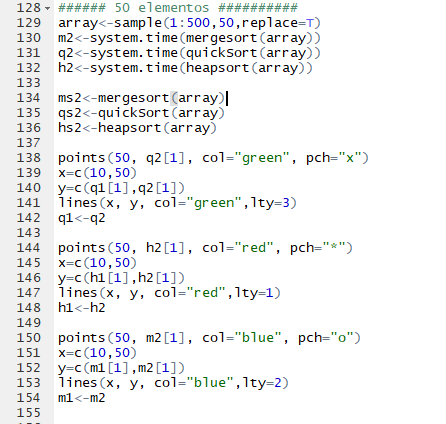 128 ###### 50 elementos ##########
129 array<-sample(1:500,50,replace=T)
130 m2<-system.time(mergesort(array))
131 q2<-system.time(quickSort(array))
132 h2<-system.time(heapsort(array))
133
134 ms2<-mergesort(array)
135 qs2<-quickSort(array)
136 hs2<-heapsort(array)
137
138 points(50, q2[1], col="green", pch="x")
139 x=c(10,50)
140 y=c(q1[1],q2[1])
141 lines(x, y, col="green",lty=3)
142 q1<-q2
143
144 points(50, h2[1], col="red", pch="*")
145 x=c(10,50)
146 y=c(h1[1],h2[1])
147 lines(x, y, col="red",lty=1)
148 h1<-h2
149
150 points(50, m2[1], col="blue", pch="o")
151 x=c(10,50)
152 y=c(m1[1],m2[1])
153 lines(x, y, col="blue",lty=2)
154 m1<-m2
155